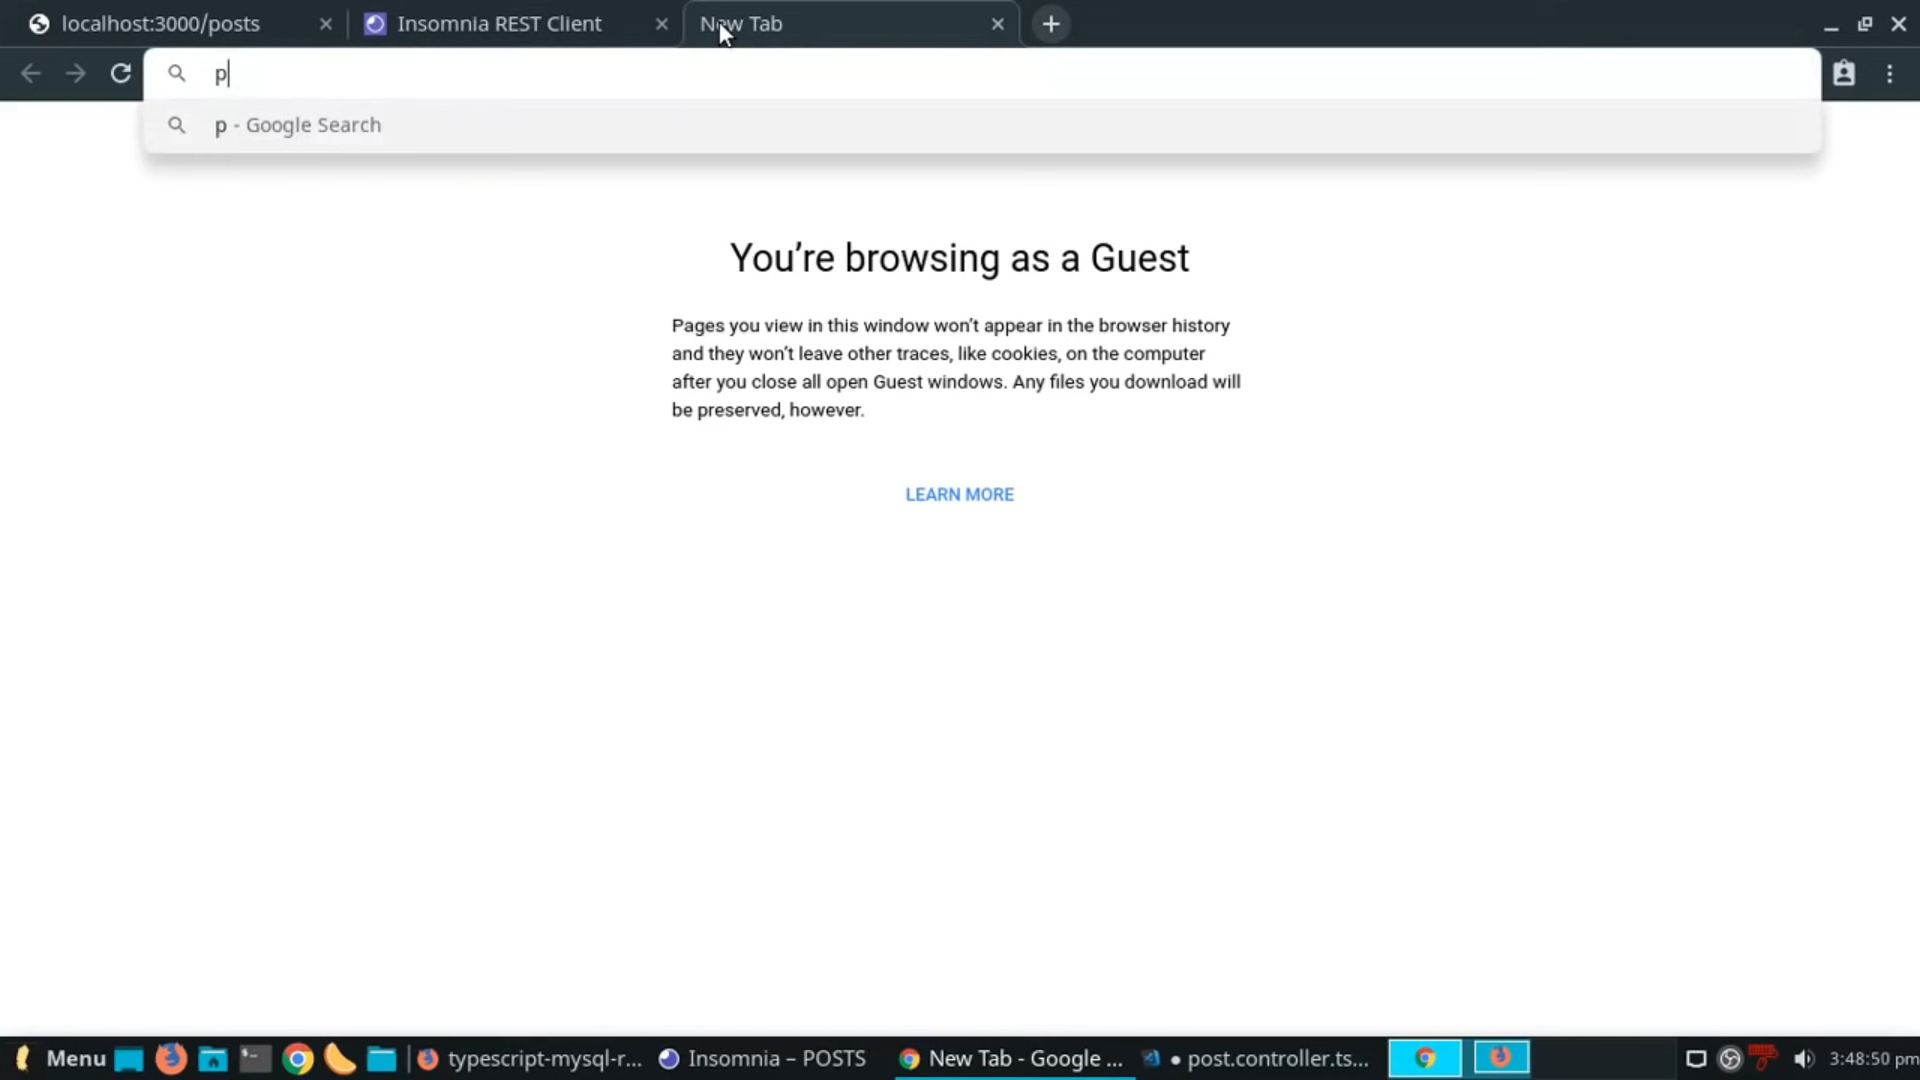 localhost:3000/posts
Insomnia REST Client
New Tab
p
p - Google Search
You're browsing as a Guest
Pages you view in this window won't appear in the browser history
and they won't leave other traces, like cookies, on the computer
after you close all open Guest windows. Any files you download will
be preserved, however.
LEARN MORE
Menu
typescript-mysql-r...
Insomnia – POSTS
New Tab - Google ...
● post.controller.ts...
3:48:50 pm